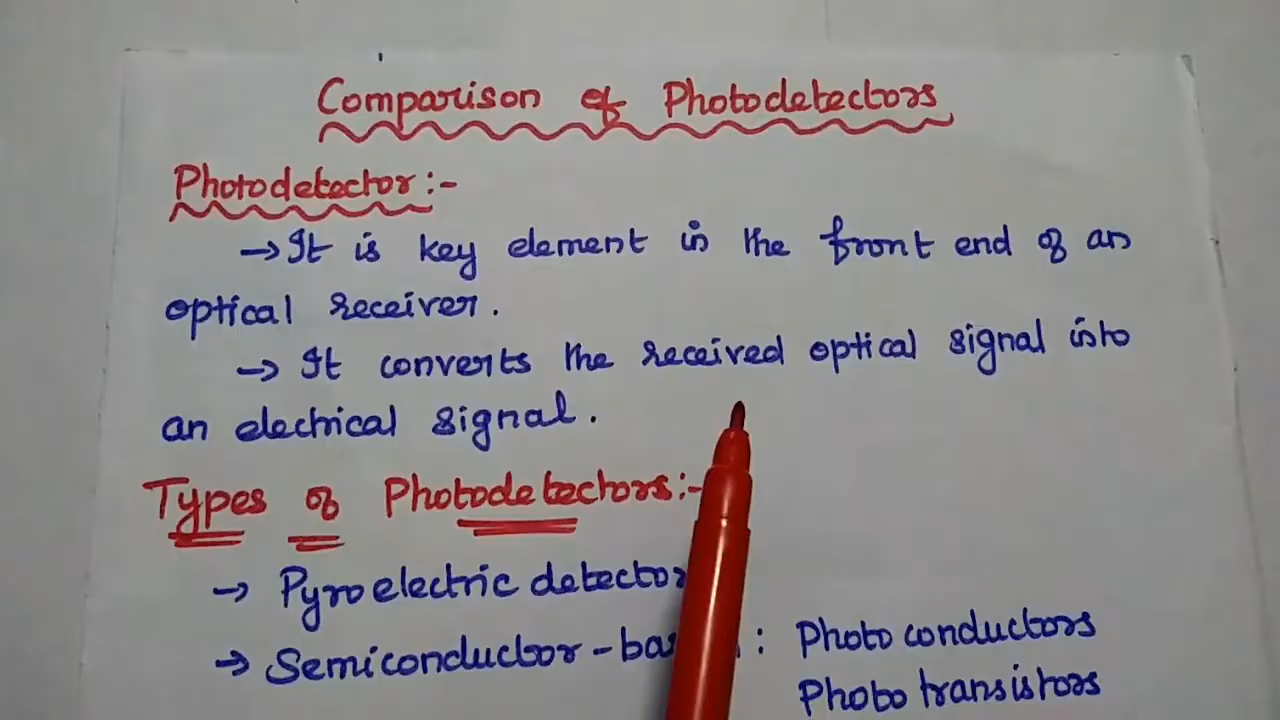 Comparison of Photodetectors
Photodetector:-
→It is key element in the front end of an
optical receiver.
→ It converts the received optical signal into
an electrical signal.
Types of Photodetectors:-
→ Pyroelectric detector
→ Semiconductor-based : Photo conductors
Photo transistors